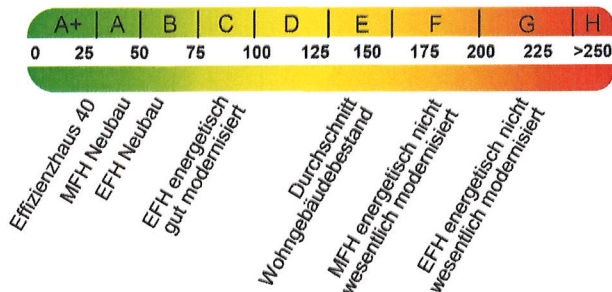 A+ A B C D E F G H
0 25 50 75 100 125 150 175 200 225 >250
Effizienzhaus 40
MFH Neubau
EFH Neubau
EFH energetisch
gut modernisiert
Durchschnitt
Wohngebäudebestand
MFH energetisch nicht
wesentlich modernisiert
EFH energetisch nicht
wesentlich modernisiert